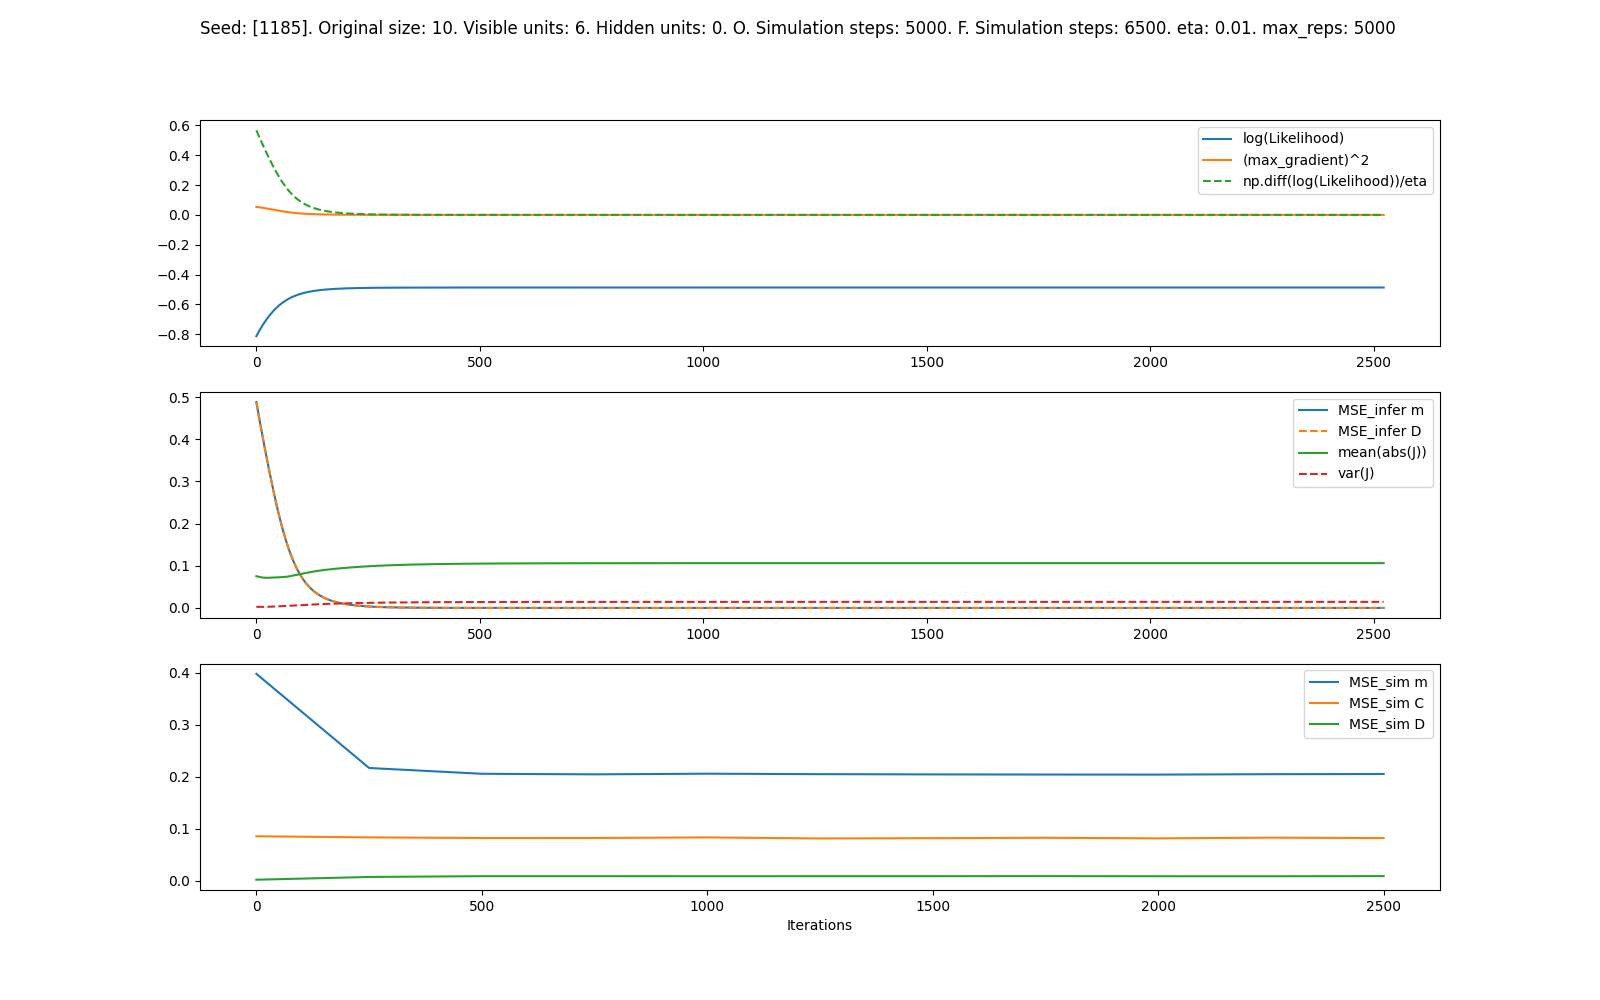 Seed: [1185]. Original size: 10. Visible units: 6. Hidden units: 0. O. Simulation steps: 5000. F. Simulation steps: 6500. eta: 0.01. max_reps: 5000
0.6
0.4
0.2
0.0
−0.2
−0.4
−0.6
−0.8
log(Likelihood)
(max_gradient)^2
np.diff(log(Likelihood))/eta
0 500 1000 1500 2000 2500
0.5
0.4
0.3
0.2
0.1
0.0
MSE_infer m
MSE_infer D
mean(abs(J))
var(J)
0 500 1000 1500 2000 2500
0.4
0.3
0.2
0.1
0.0
MSE_sim m
MSE_sim C
MSE_sim D
0 500 1000 1500 2000 2500
Iterations